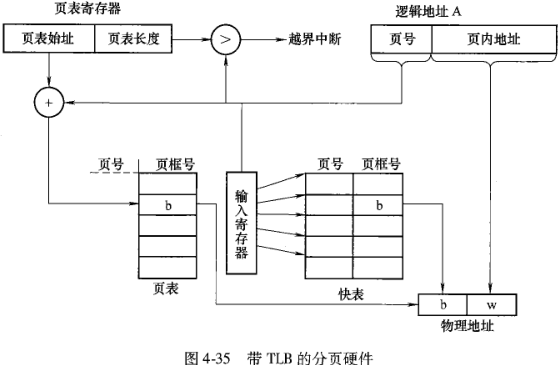 页表寄存器
逻辑地址 A
页表始址
页表长度
>
越界中断
页号
页内地址
+
页号
页框号
b
页表
输入寄存器
页号
页框号
b
快表
b
w
物理地址
图 4-35 带 TLB 的分页硬件